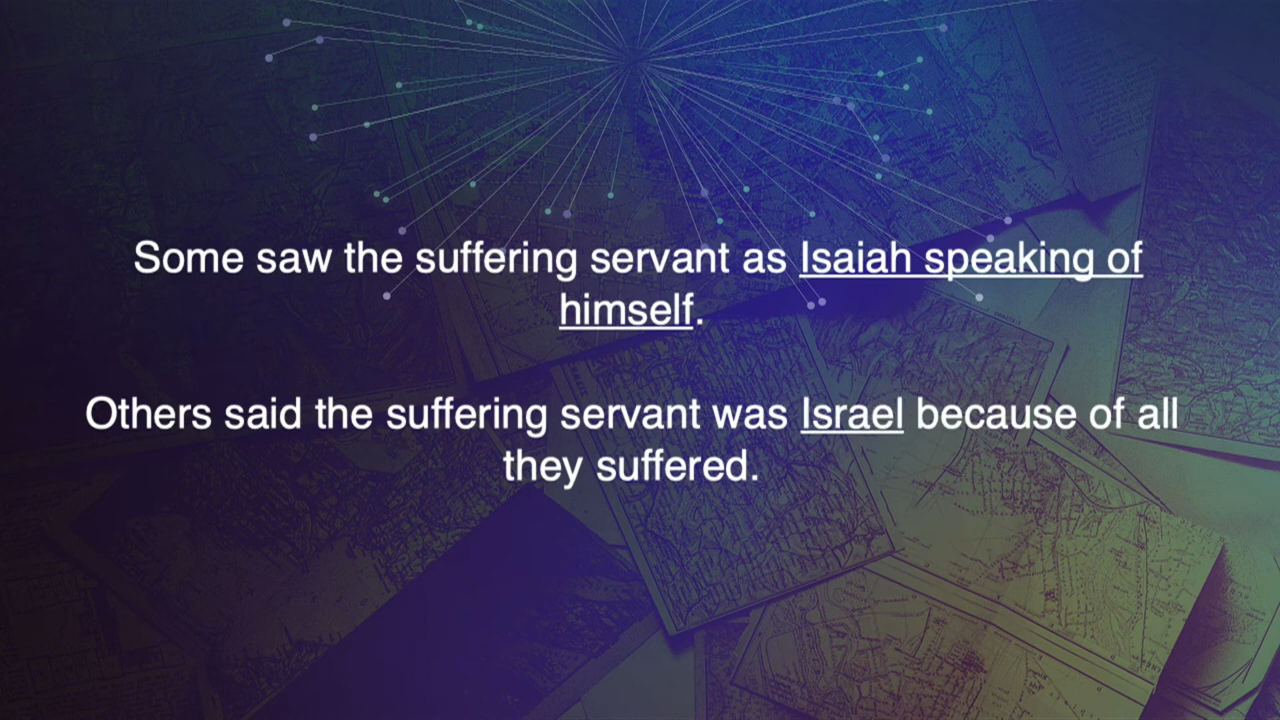 Some saw the suffering servant as Isaiah speaking of
himself.
Others said the suffering servant was Israel because of all
they suffered.